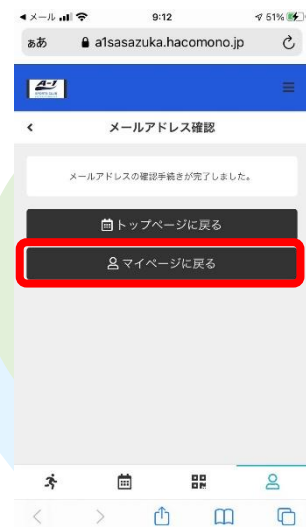 メール
9:12
51%
ああ
a1sasazuka.hacomono.jp
A-1
メールアドレス確認
メールアドレスの確認手続きが完了しました。
トップページに戻る
マイページに戻る